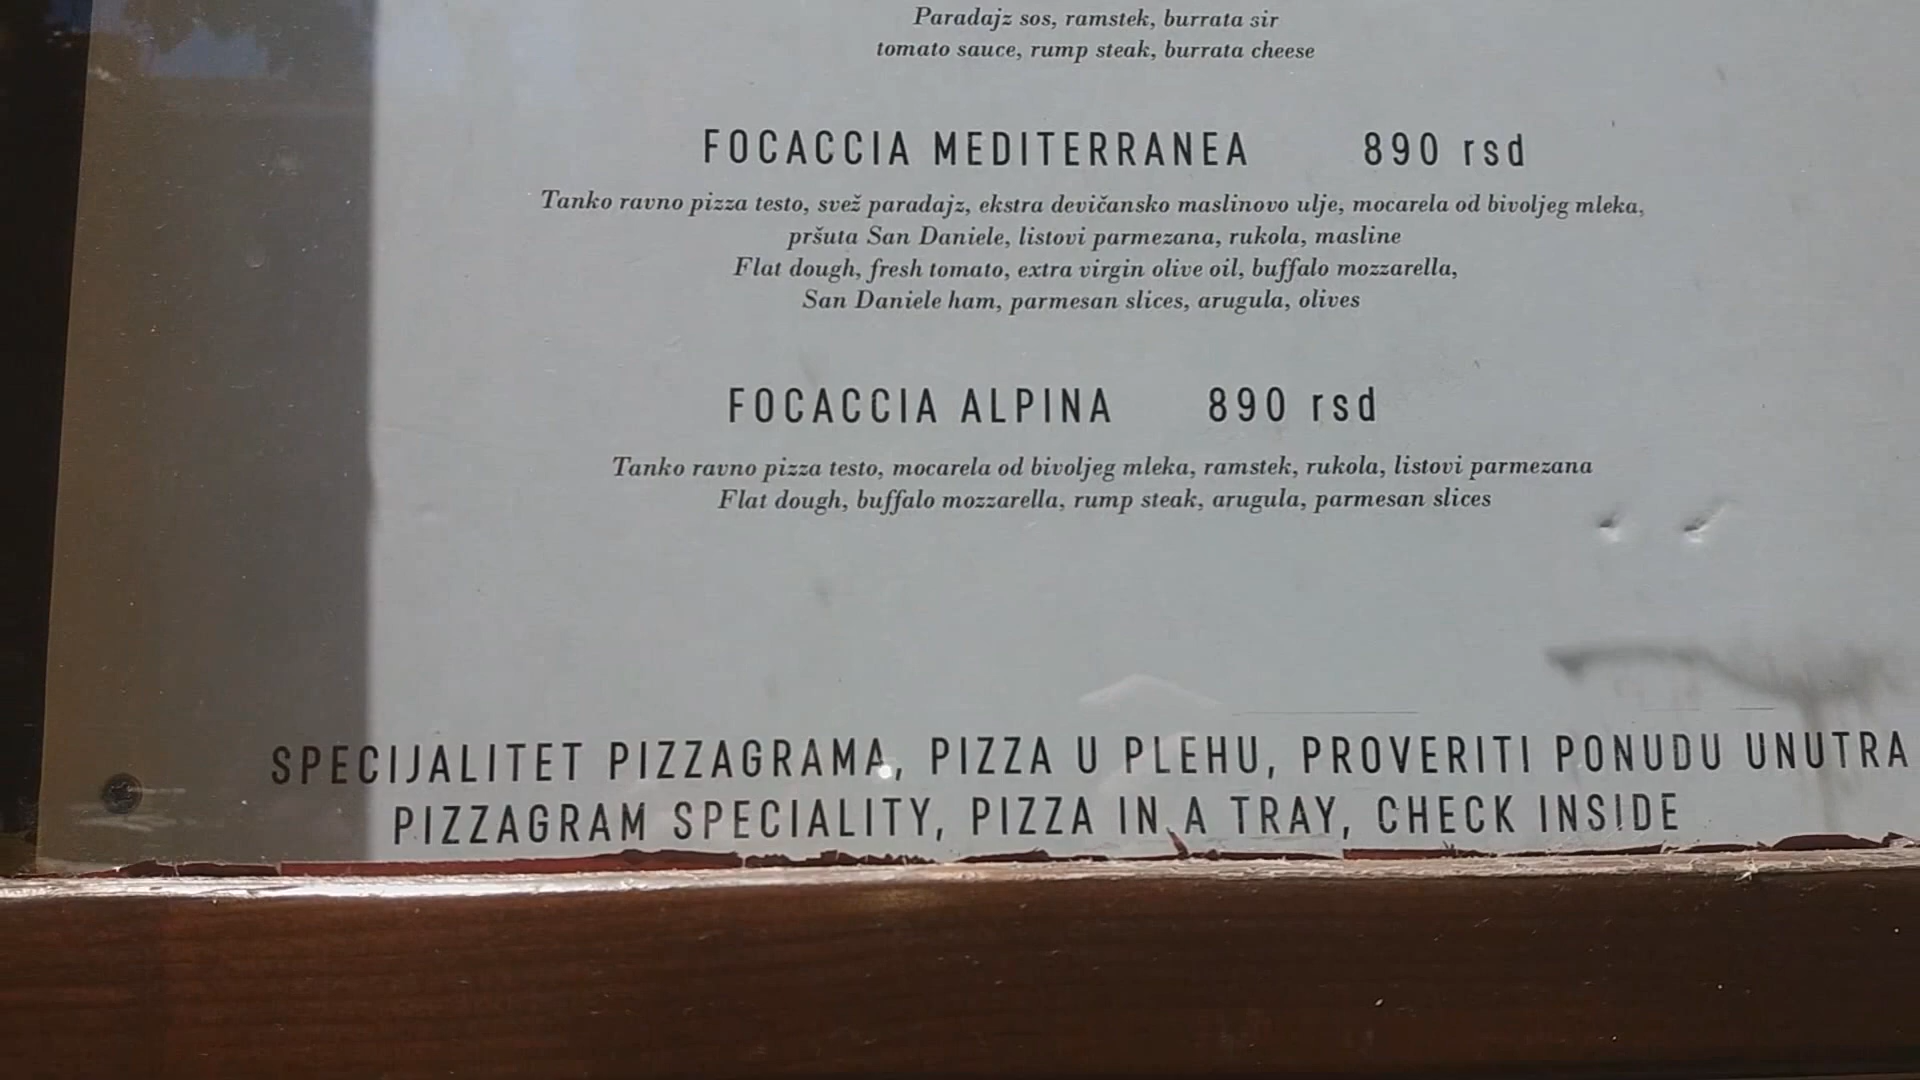 Paradajz sos, ramstek, burrata sir
tomato sauce, rump steak, burrata cheese
FOCACCIA MEDITERRANEA 890 rsd
Tanko ravno pizza testo, svež paradajz, ekstra devičansko maslinovo ulje, mocarela od bivoljeg mleka,
pršuta San Daniele, listovi parmezana, rukola, masline
Flat dough, fresh tomato, extra virgin olive oil, buffalo mozzarella,
San Daniele ham, parmesan slices, arugula, olives
FOCACCIA ALPINA 890 rsd
Tanko ravno pizza testo, mocarela od bivoljeg mleka, ramstek, rukola, listovi parmezana
Flat dough, buffalo mozzarella, rump steak, arugula, parmesan slices
SPECIJALITET PIZZAGRAMA, PIZZA U PLEHU, PROVERITI PONUDU UNUTRA
PIZZAGRAM SPECIALITY, PIZZA IN A TRAY, CHECK INSIDE